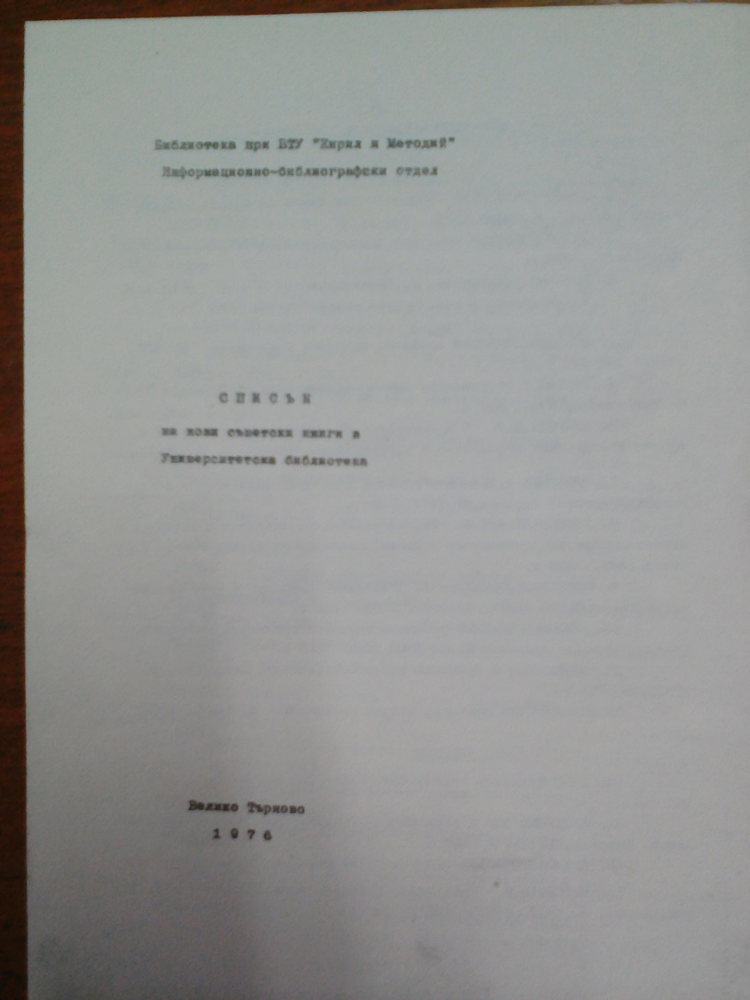 Библиотека при ВТУ "Кирил и Методий"
Информационно-библиографски отдел
С П И С Ъ К
на нови съветски книги в
Университетска библиотека
Велико Търново
1 9 7 6